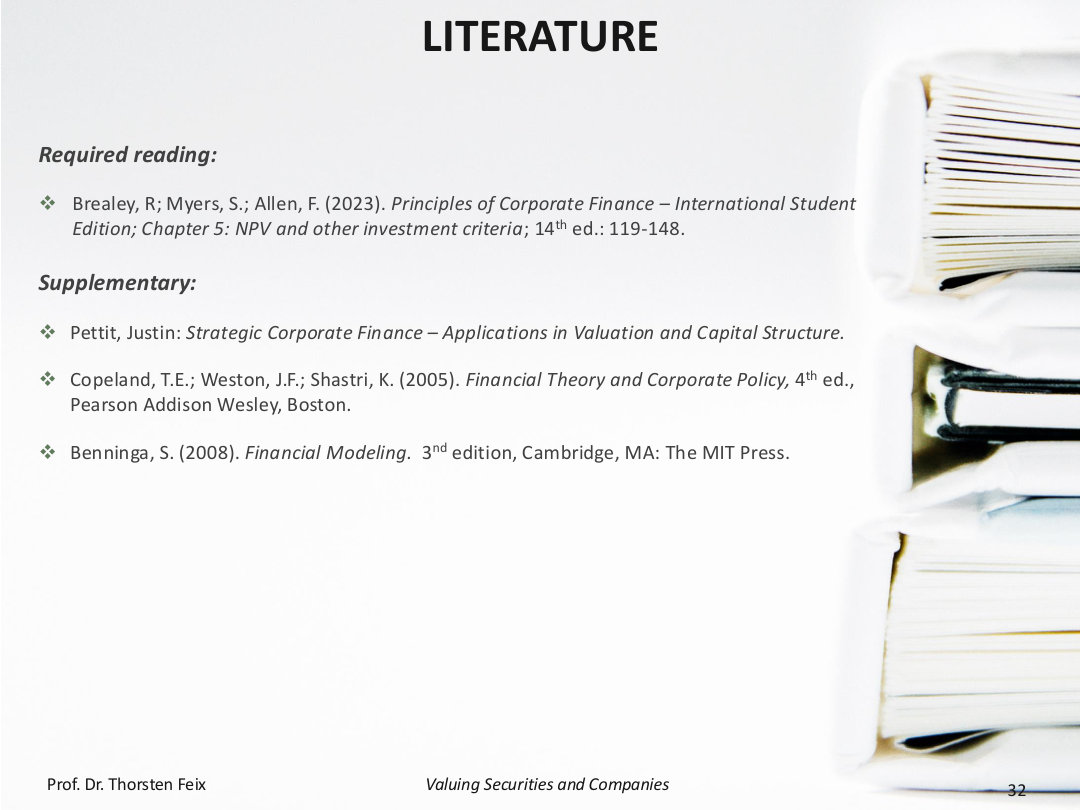 LITERATURE
Required reading:
❖ Brealey, R; Myers, S.; Allen, F. (2023). Principles of Corporate Finance – International Student
Edition; Chapter 5: NPV and other investment criteria; 14th ed.: 119-148.
Supplementary:
❖ Pettit, Justin: Strategic Corporate Finance – Applications in Valuation and Capital Structure.
❖ Copeland, T.E.; Weston, J.F.; Shastri, K. (2005). Financial Theory and Corporate Policy, 4th ed.,
Pearson Addison Wesley, Boston.
❖ Benninga, S. (2008). Financial Modeling. 3nd edition, Cambridge, MA: The MIT Press.
Prof. Dr. Thorsten Feix
Valuing Securities and Companies
32